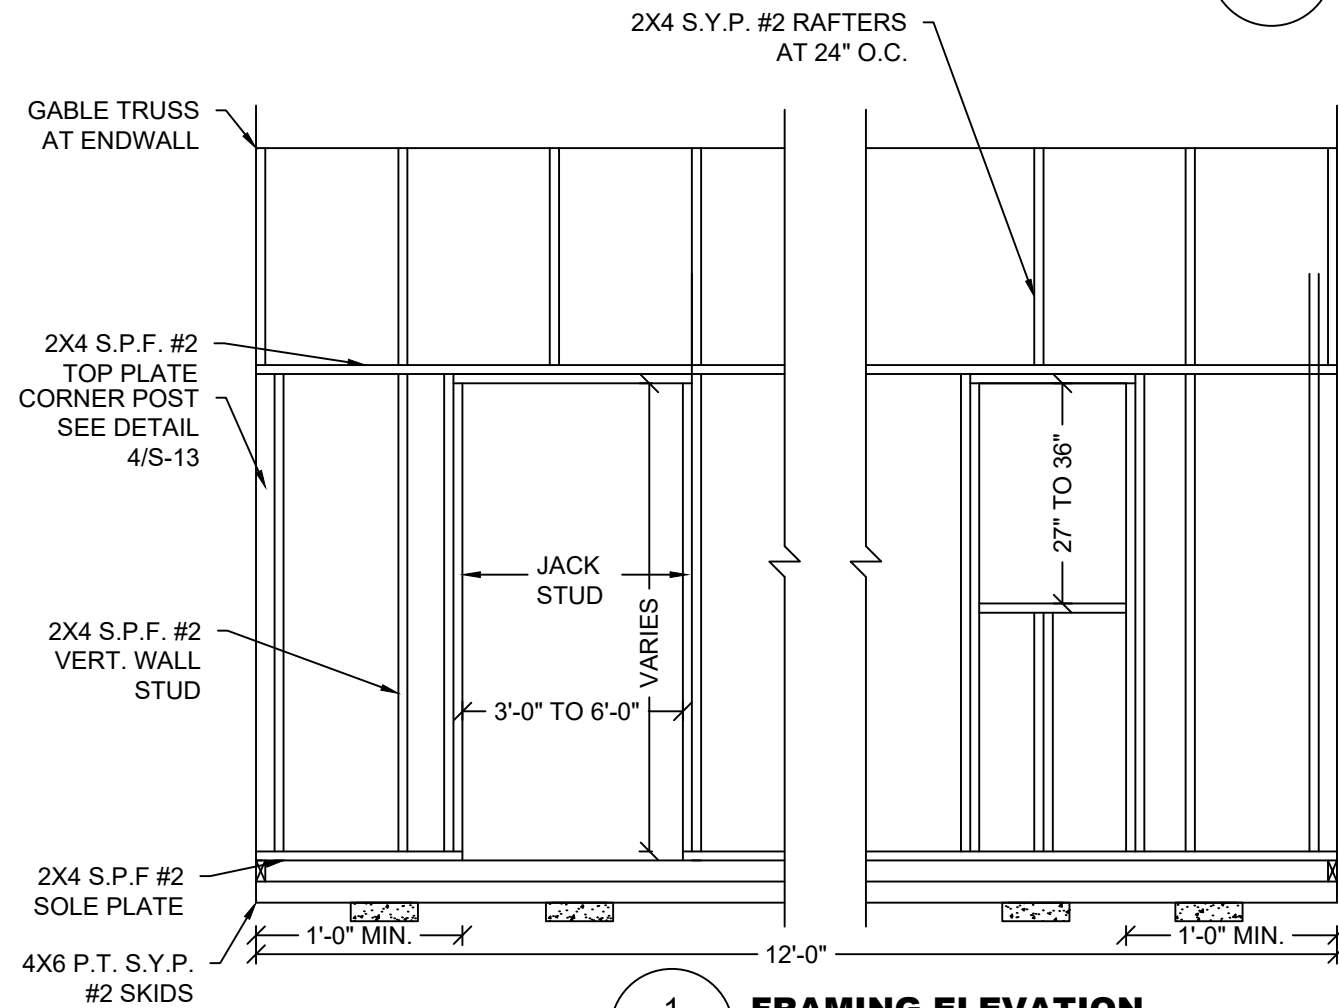 2X4 S.Y.P. #2 RAFTERS
AT 24" O.C.
GABLE TRUSS
AT ENDWALL
2X4 S.P.F. #2
TOP PLATE
CORNER POST
SEE DETAIL
4/S-13
27" TO 36"
JACK
STUD
VARIES
2X4 S.P.F. #2
VERT. WALL
STUD
3'-0" TO 6'-0"
2X4 S.P.F #2
SOLE PLATE
1'-0" MIN.
1'-0" MIN.
12'-0"
4X6 P.T. S.Y.P.
#2 SKIDS
1
FRAMING ELEVATION